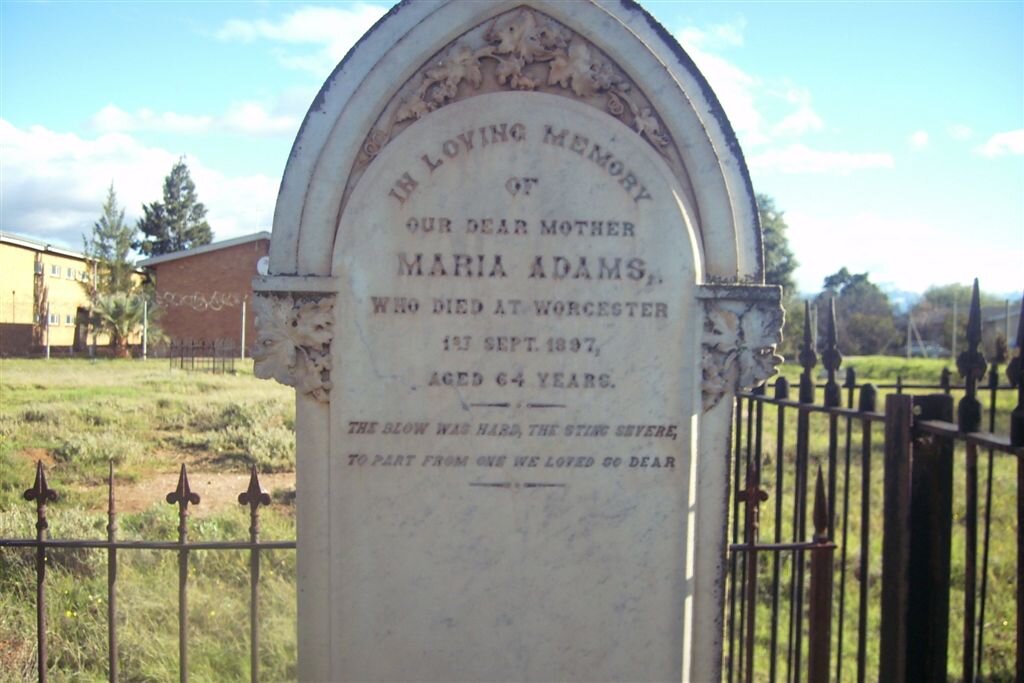 IN LOVING MEMORY
OF
OUR DEAR MOTHER
MARIA ADAMS,
WHO DIED AT WORCESTER
1ST SEPT. 1897,
AGED 64 YEARS.
THE BLOW WAS HARD, THE STING SEVERE,
TO PART FROM ONE WE LOVED SO DEAR